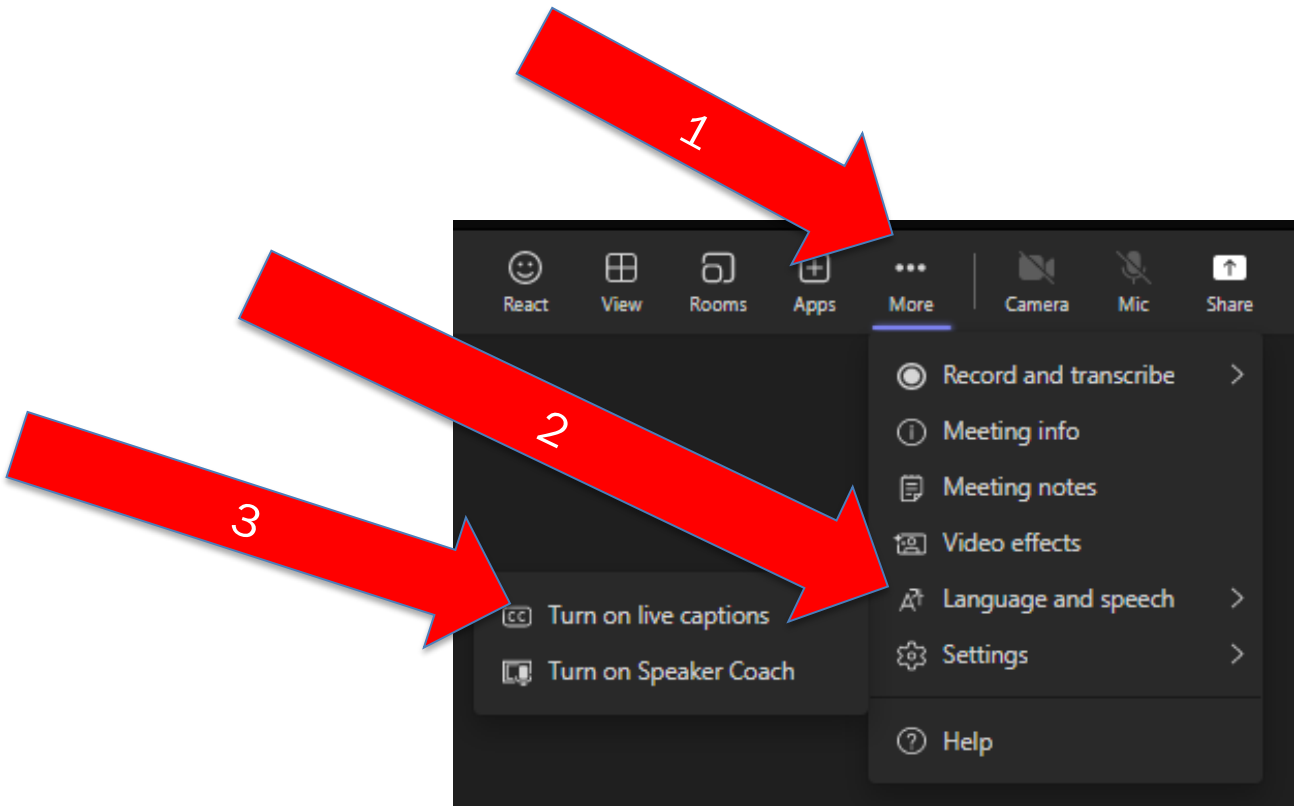 1
React View Rooms Apps More Camera Mic Share
Record and transcribe
Meeting info
Meeting notes
Video effects
2
Language and speech
3
CC Turn on live captions
Settings
Turn on Speaker Coach
Help